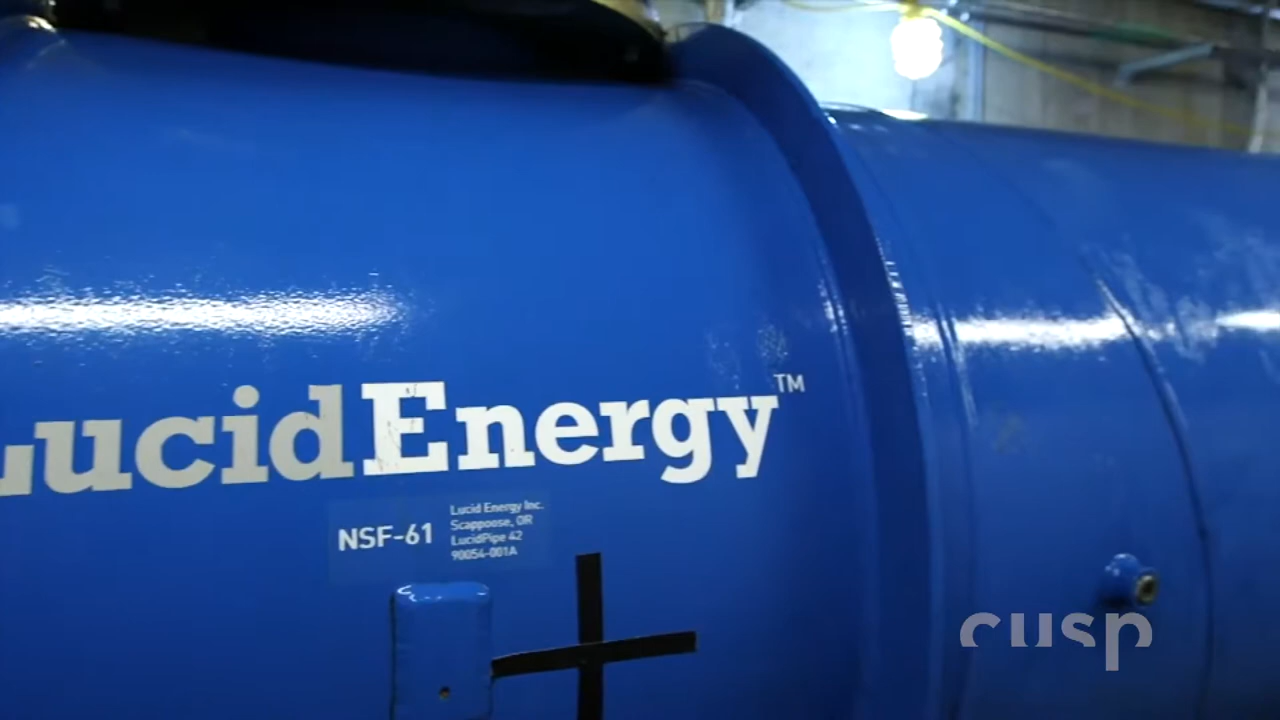 LucidEnergy™
NSF-61
Lucid Energy Inc.
Scappoose, OR
LucidPipe 42
90054-001A
cusp